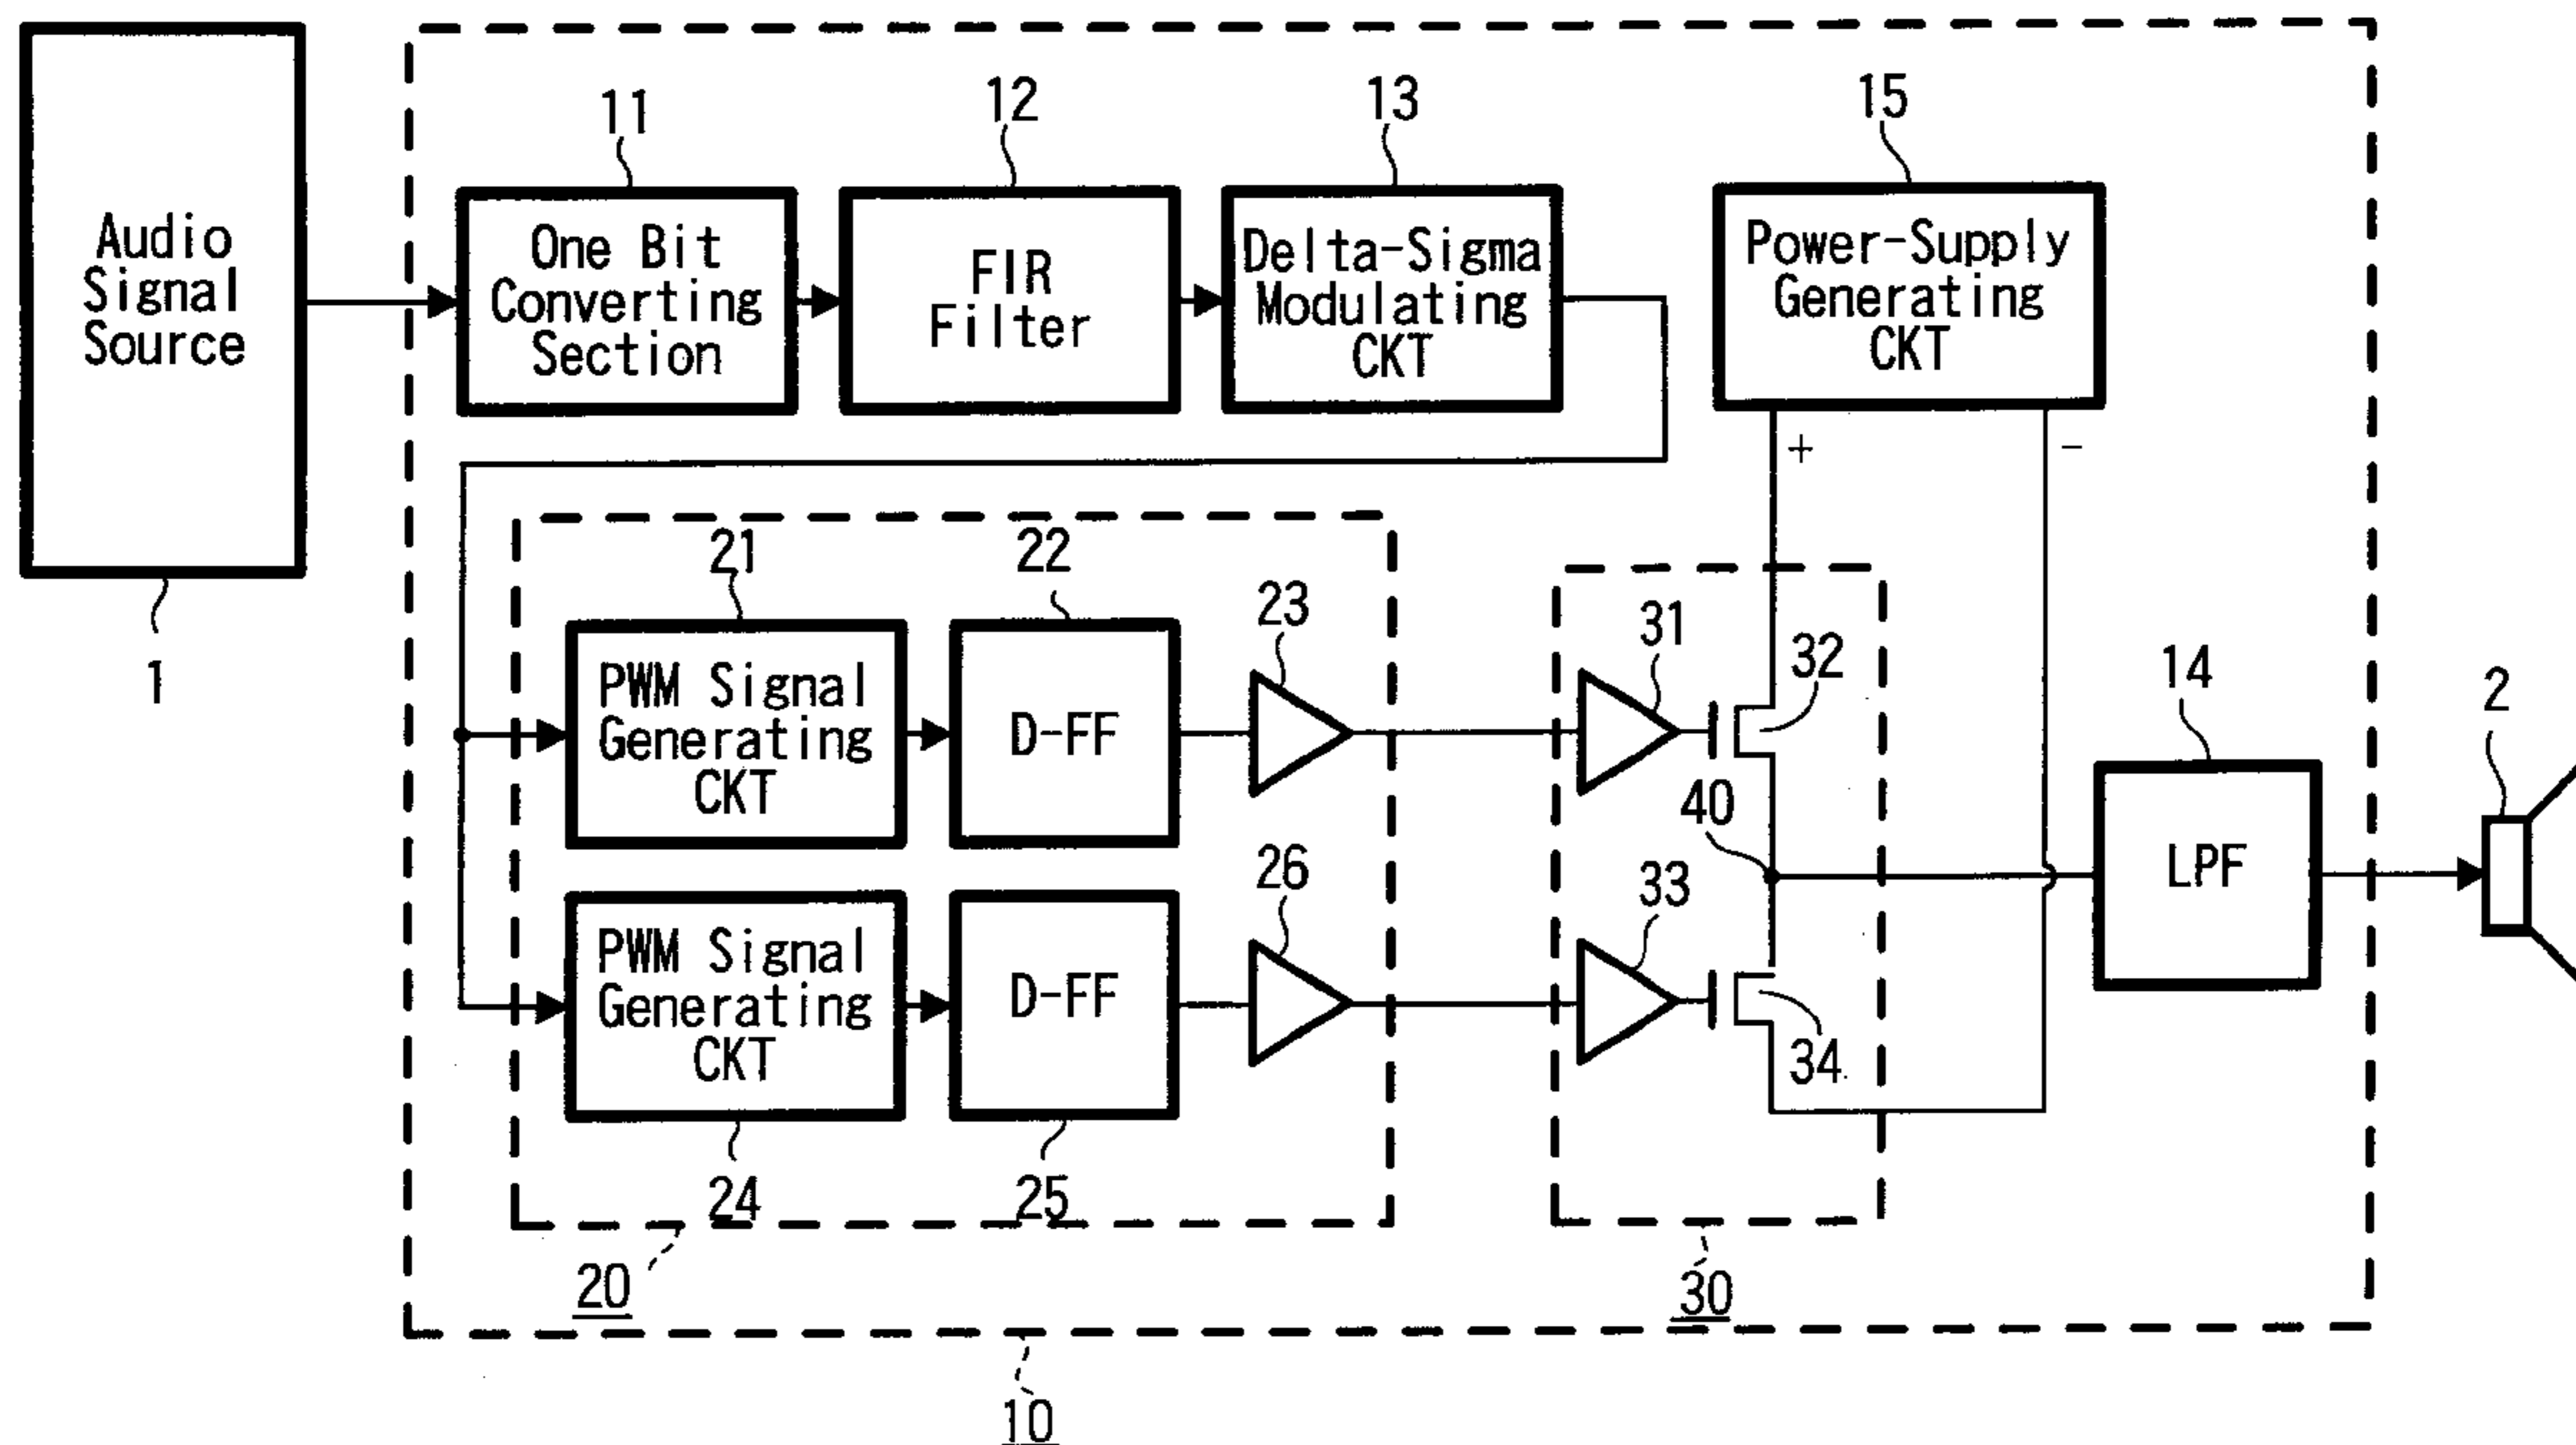 11
12
13
15
Audio
Signal
Source
One Bit
Converting
Section
FIR
Filter
Delta-Sigma
Modulating
CKT
Power-Supply
Generating
CKT
+
-
1
21
22
23
PWM Signal
Generating
CKT
D-FF
31
32
40
14
LPF
2
PWM Signal
Generating
CKT
D-FF
26
33
34
24
25
20
30
10